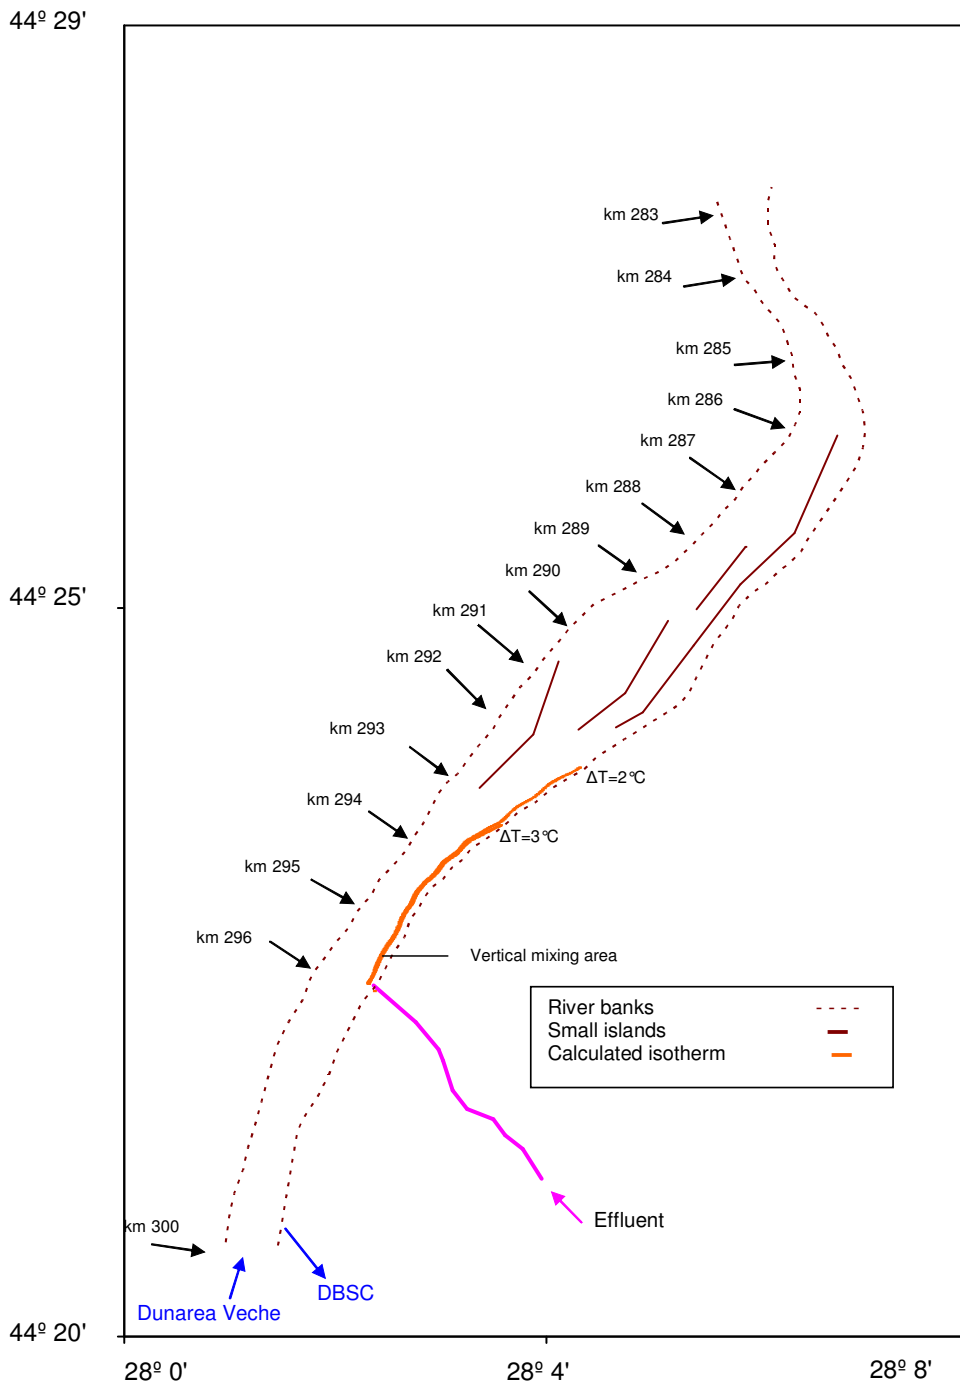 44º 29'
km 283
km 284
km 285
km 286
km 287
km 288
km 289
km 290
44º 25'
km 291
km 292
km 293
ΔT=2°C
km 294
ΔT=3°C
km 295
km 296
Vertical mixing area
River banks
Small islands
Calculated isotherm
Effluent
km 300
DBSC
Dunarea Veche
44º 20'
28º 0'
28º 4'
28º 8'